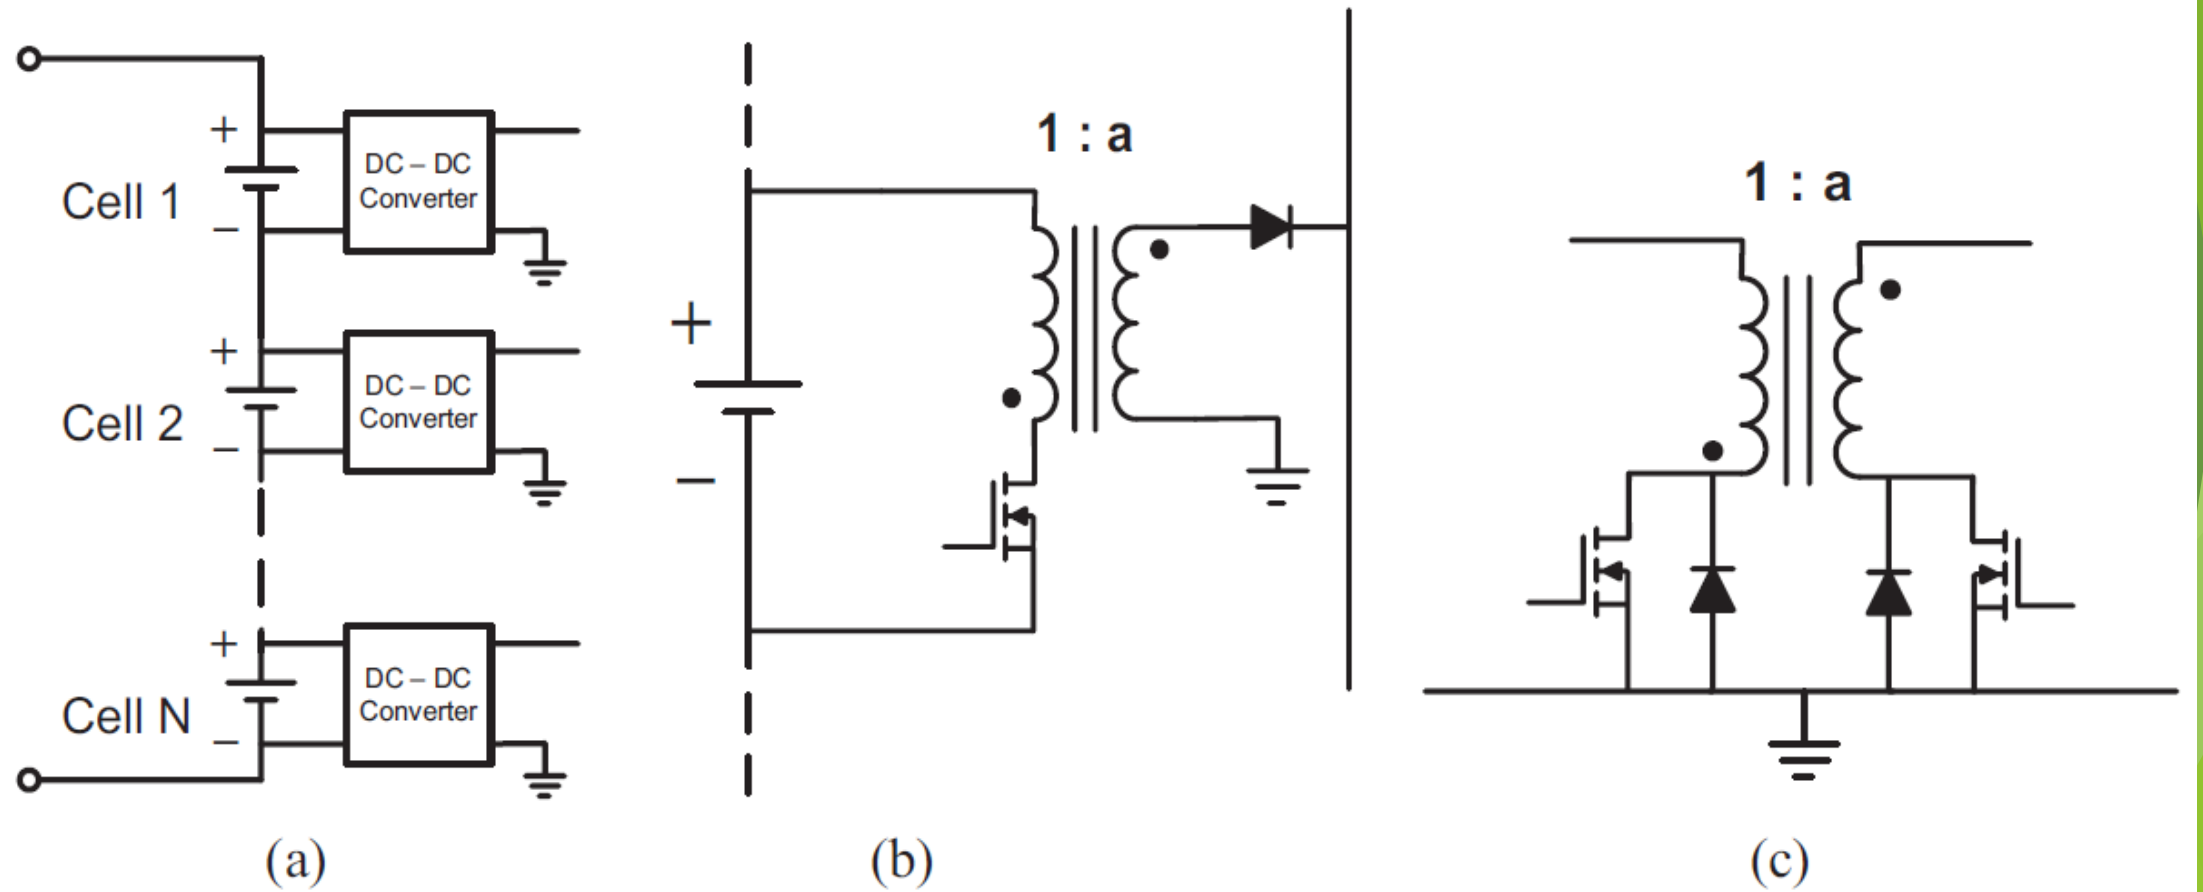 +
DC – DC
Converter
Cell 1
–
+
DC – DC
Converter
Cell 2
–
+
DC – DC
Converter
Cell N
–
(a)
1 : a
+
–
(b)
1 : a
(c)